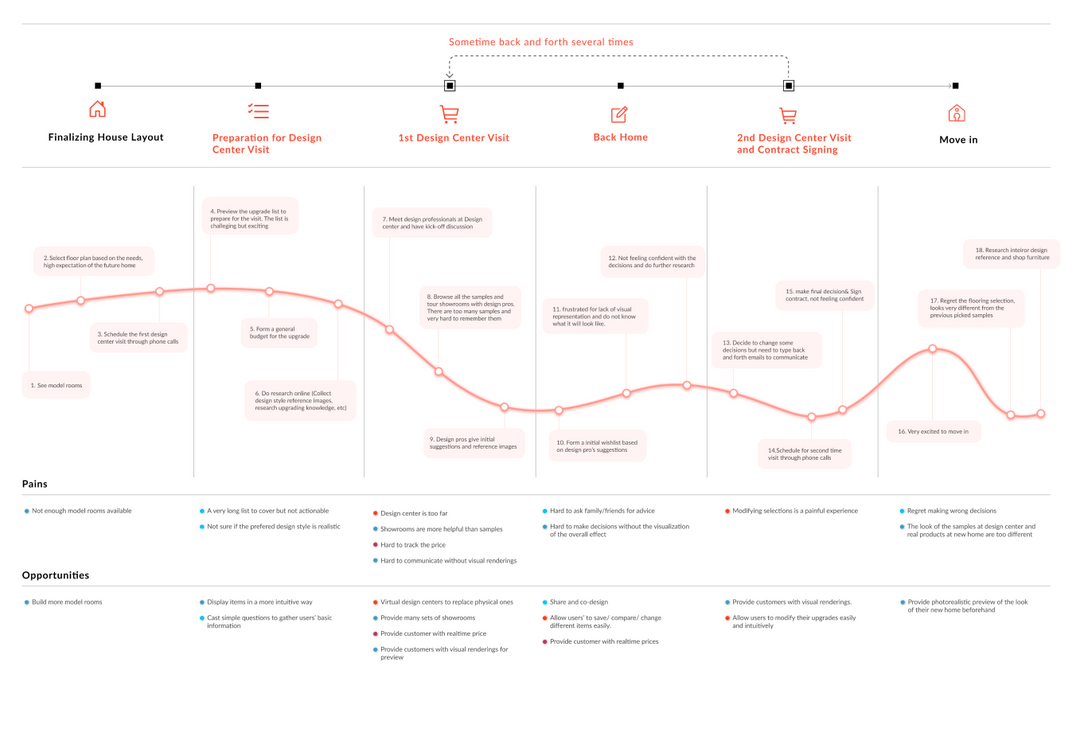 Sometime back and forth several times
Finalizing House Layout
Preparation for Design
Center Visit
1st Design Center Visit
Back Home
2nd Design Center Visit
and Contract Signing
Move in
1. See model rooms
2. Select floor plan based on the needs,
high expectation of the future home
3. Schedule the first design
center visit through phone calls
4. Preview the upgrade list to
prepare for the visit. The list is
challeging but exciting
5. Form a general
budget for the upgrade
6. Do research online (Collect
design style reference images,
research upgrading knowledge, etc)
7. Meet design professionals at Design
center and have kick-off discussion
8. Browse all the samples and
tour showrooms with design pros.
There are too many samples and
very hard to remember them
9. Design pros give initial
suggestions and reference images
10. Form a initial wishlist based
on design pro's suggestions
11. frustrated for lack of visual
representation and do not know
what it will look like.
12. Not feeling confident with the
decisions and do further research
13. Decide to change some
decisions but need to type back
and forth emails to communicate
14.Schedule for second time
visit through phone calls
15. make final decision& Sign
contract, not feeling confident
16. Very excited to move in
17. Regret the flooring selection,
looks very different from the
previous picked samples
18. Research inteiror design
reference and shop furniture
Pains
Not enough model rooms available
A very long list to cover but not actionable
Not sure if the prefered design style is realistic
Design center is too far
Showrooms are more helpful than samples
Hard to track the price
Hard to communicate without visual renderings
Hard to ask family/friends for advice
Hard to make decisions without the visualization
of the overall effect
Modifying selections is a painful experience
Regret making wrong decisions
The look of the samples at design center and
real products at new home are too different
Opportunities
Build more model rooms
Display items in a more intuitive way
Cast simple questions to gather users' basic
information
Virtual design centers to replace physical ones
Provide many sets of showrooms
Provide customer with realtime price
Provide customers with visual renderings for
preview
Share and co-design
Allow users' to save/ compare/ change
different items easily.
Provide customer with realtime prices
Provide customers with visual renderings.
Allow users to modify their upgrades easily
and intuitively
Provide photorealistic preview of the look
of their new home beforehand